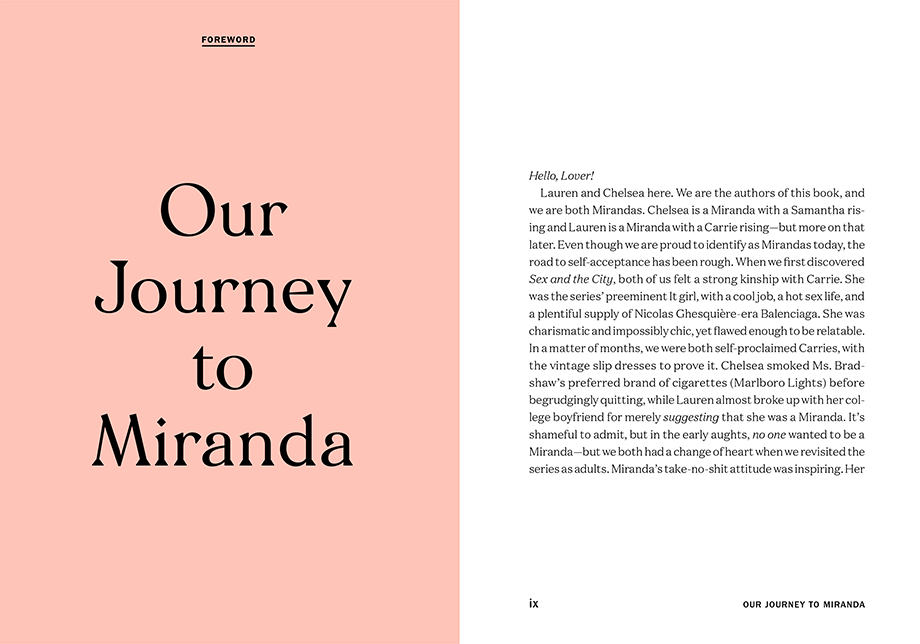 FOREWORD
Our
Journey
to
Miranda
Hello, Lover!
Lauren and Chelsea here. We are the authors of this book, and
we are both Mirandas. Chelsea is a Miranda with a Samantha ris-
ing and Lauren is a Miranda with a Carrie rising—but more on that
later. Even though we are proud to identify as Mirandas today, the
road to self-acceptance has been rough. When we first discovered
Sex and the City, both of us felt a strong kinship with Carrie. She
was the series’ preeminent It girl, with a cool job, a hot sex life, and
a plentiful supply of Nicolas Ghesquière-era Balenciaga. She was
charismatic and impossibly chic, yet flawed enough to be relatable.
In a matter of months, we were both self-proclaimed Carries, with
the vintage slip dresses to prove it. Chelsea smoked Ms. Brad-
shaw’s preferred brand of cigarettes (Marlboro Lights) before
begrudgingly quitting, while Lauren almost broke up with her col-
lege boyfriend for merely suggesting that she was a Miranda. It’s
shameful to admit, but in the early aughts, no one wanted to be a
Miranda—but we both had a change of heart when we revisited the
series as adults. Miranda’s take-no-shit attitude was inspiring. Her
ix
OUR JOURNEY TO MIRANDA